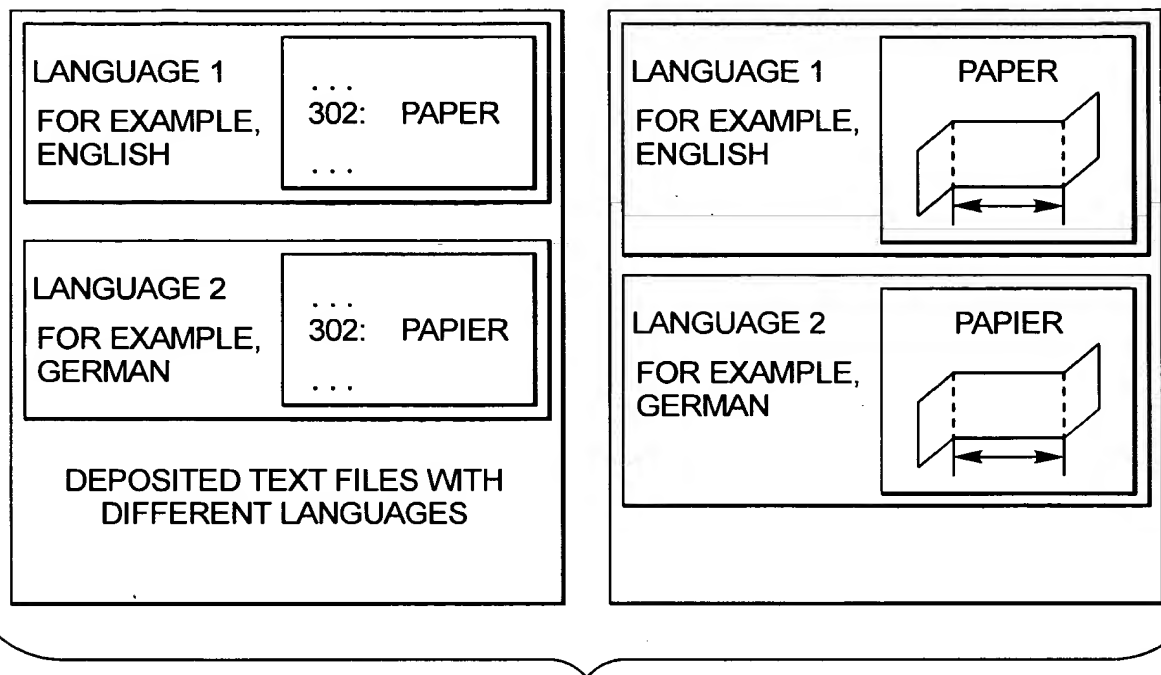 LANGUAGE 1
FOR EXAMPLE,
ENGLISH
. . .
302: PAPER
. . .
LANGUAGE 2
FOR EXAMPLE,
GERMAN
. . .
302: PAPIER
. . .
DEPOSITED TEXT FILES WITH
DIFFERENT LANGUAGES
LANGUAGE 1
FOR EXAMPLE,
ENGLISH
PAPER
LANGUAGE 2
FOR EXAMPLE,
GERMAN
PAPIER